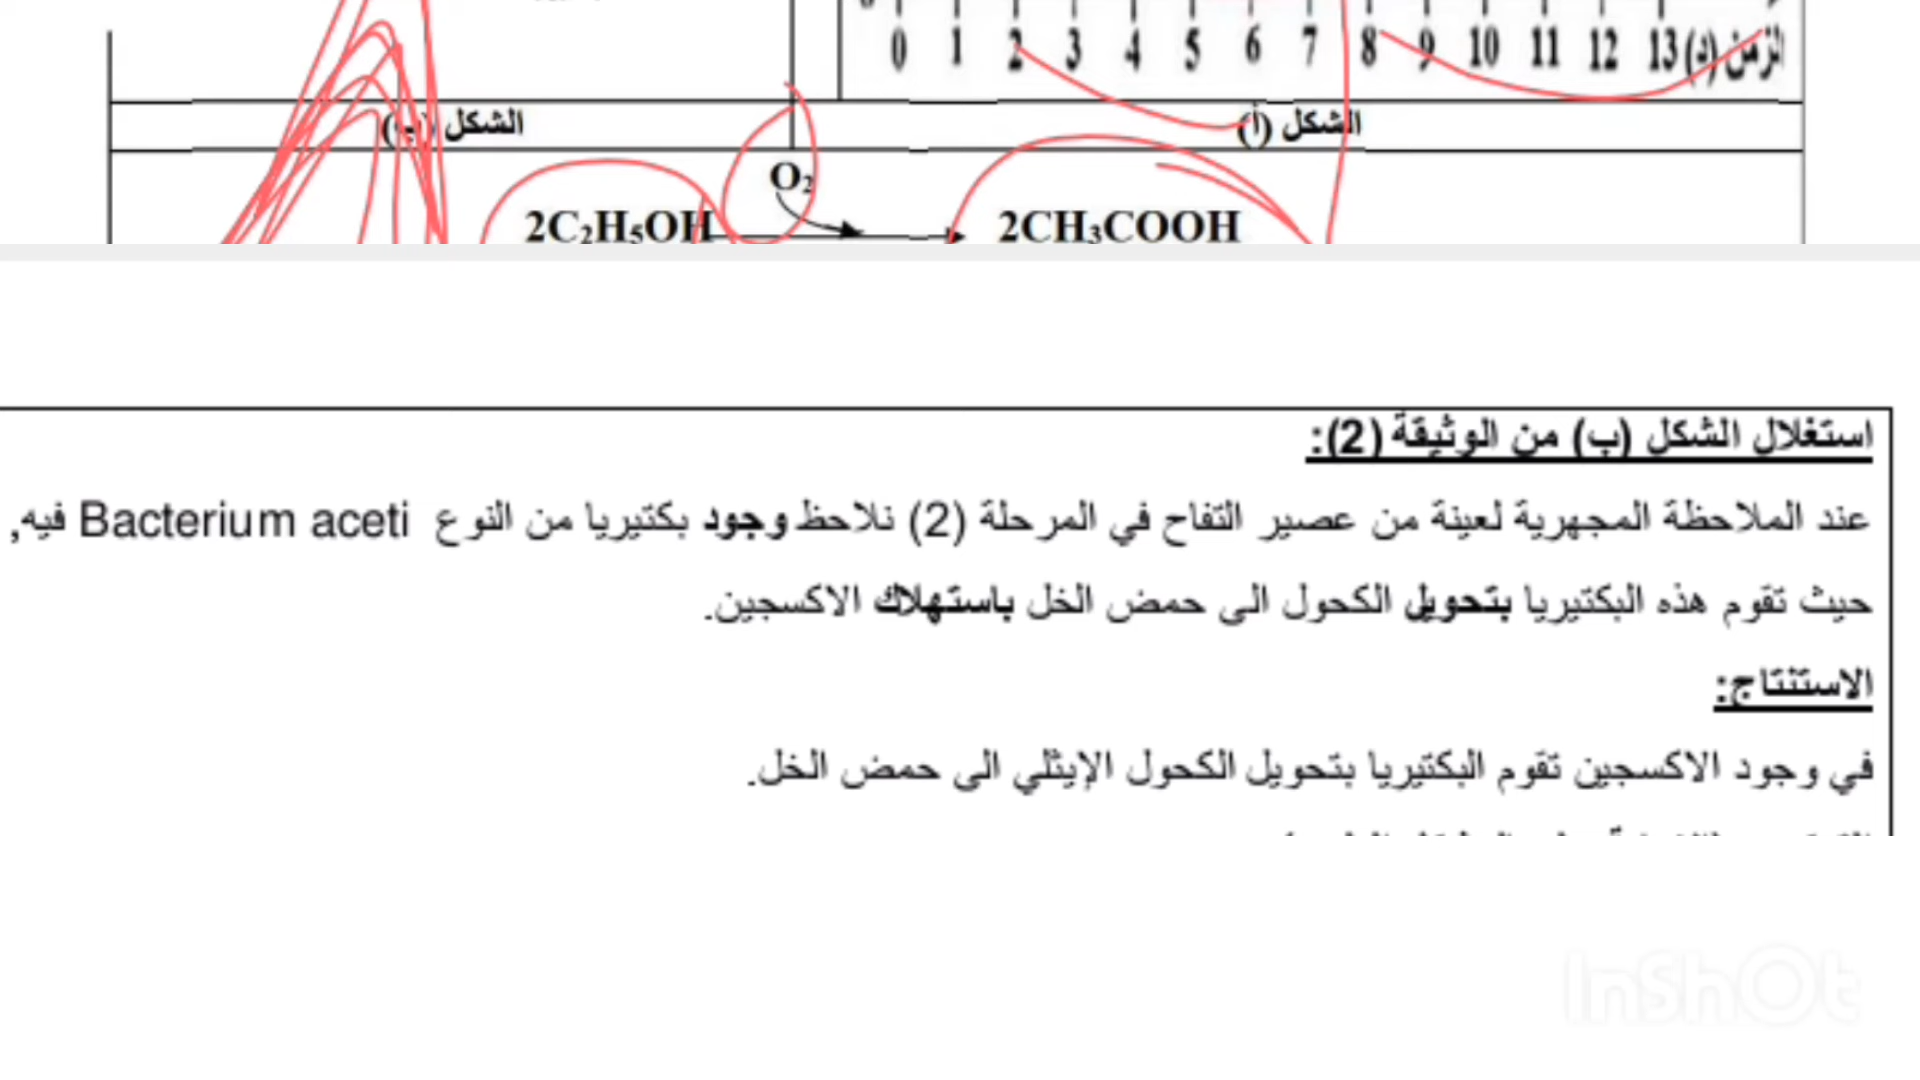 0 1 2 3 4 5 6 7 8 9 10 11 12 13 الزمن (د)
الشكل (أ)
الشكل (ب)
O₂
2C₂H₅OH 2CH₃COOH
استغلال الشكل (ب) من الوثيقة (2):
عند الملاحظة المجهرية لعينة من عصير التفاح في المرحلة (2) نلاحظ وجود بكتيريا من النوع Bacterium aceti فيه,
حيث تقوم هذه البكتيريا بتحويل الكحول الى حمض الخل باستهلاك الاكسجين.
الاستنتاج:
في وجود الاكسجين تقوم البكتيريا بتحويل الكحول الإيثلي الى حمض الخل.
InShOt